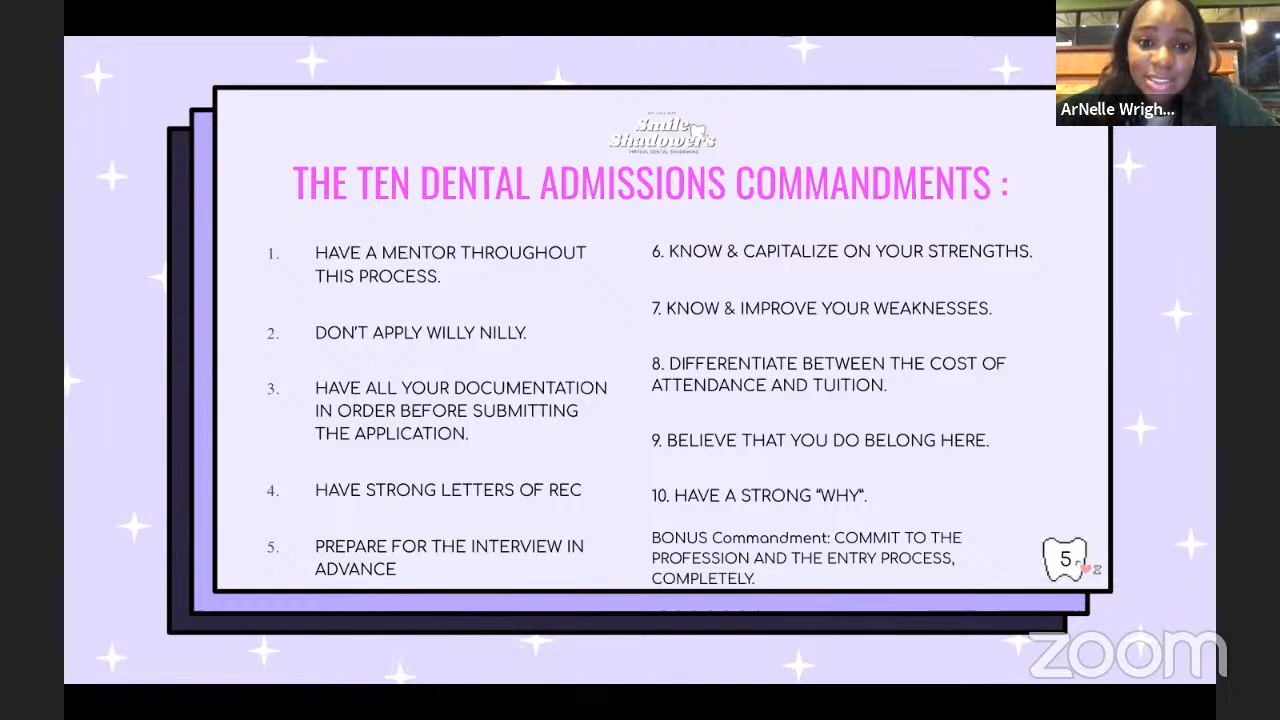 ArNelle Wrigh...
Smile
Shadowers
VIRTUAL DENTAL SHADOWING
THE TEN DENTAL ADMISSIONS COMMANDMENTS :
1. HAVE A MENTOR THROUGHOUT
THIS PROCESS.
2. DON'T APPLY WILLY NILLY.
3. HAVE ALL YOUR DOCUMENTATION
IN ORDER BEFORE SUBMITTING
THE APPLICATION.
4. HAVE STRONG LETTERS OF REC
5. PREPARE FOR THE INTERVIEW IN
ADVANCE
6. KNOW & CAPITALIZE ON YOUR STRENGTHS.
7. KNOW & IMPROVE YOUR WEAKNESSES.
8. DIFFERENTIATE BETWEEN THE COST OF
ATTENDANCE AND TUITION.
9. BELIEVE THAT YOU DO BELONG HERE.
10. HAVE A STRONG "WHY".
BONUS Commandment: COMMIT TO THE
PROFESSION AND THE ENTRY PROCESS,
COMPLETELY.
5
zoom